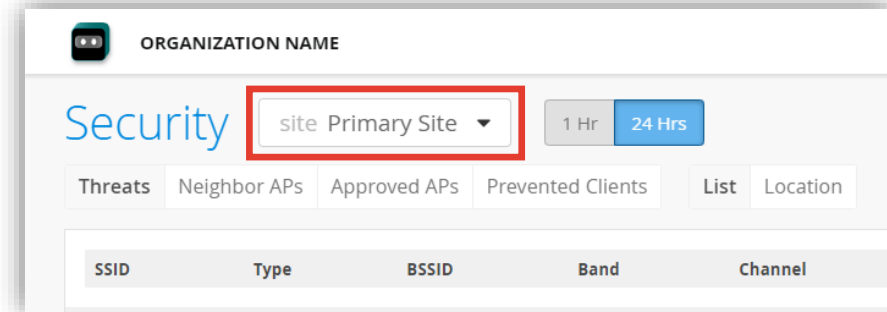 ORGANIZATION NAME
Security site Primary Site 1 Hr 24 Hrs
Threats Neighbor APs Approved APs Prevented Clients List Location
SSID Type BSSID Band Channel